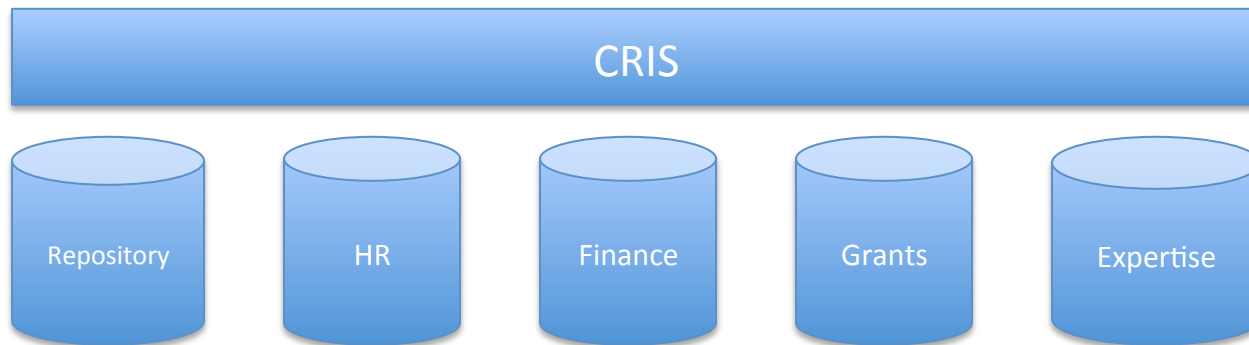 CRIS
Repository
HR
Finance
Grants
Expertise